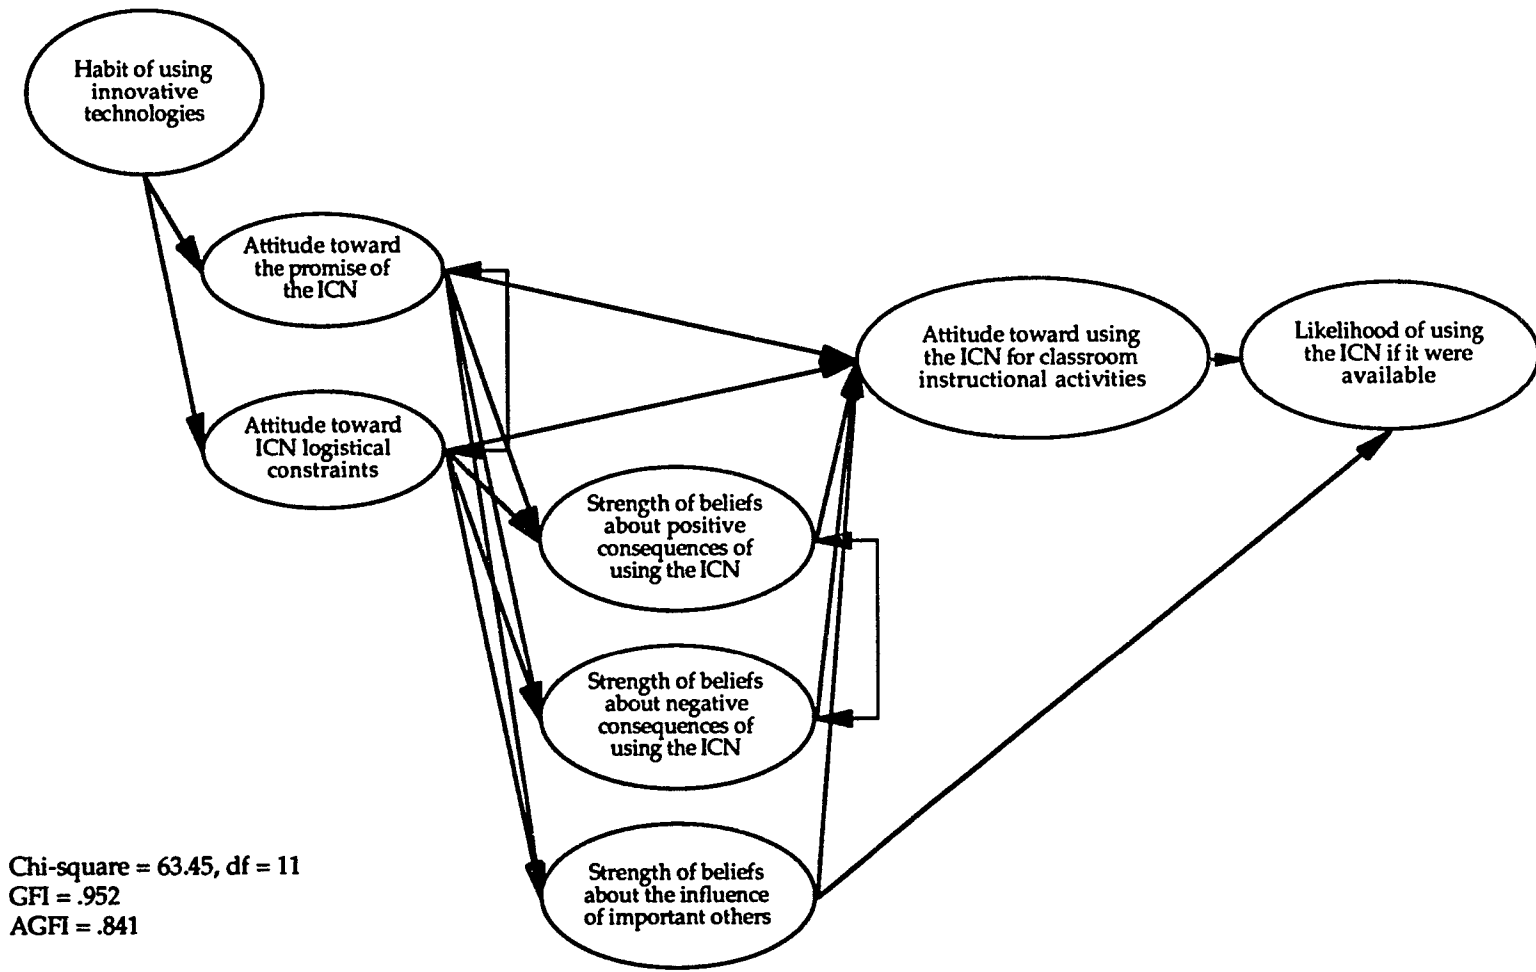 Habit of using
innovative
technologies
Attitude toward
the promise of
the ICN
Attitude toward
ICN logistical
constraints
Attitude toward using
the ICN for classroom
instructional activities
Likelihood of using
the ICN if it were
available
Strength of beliefs
about positive
consequences of
using the ICN
Strength of beliefs
about negative
consequences of
using the ICN
Strength of beliefs
about the influence
of important others
Chi-square = 63.45, df = 11
GFI = .952
AGFI = .841